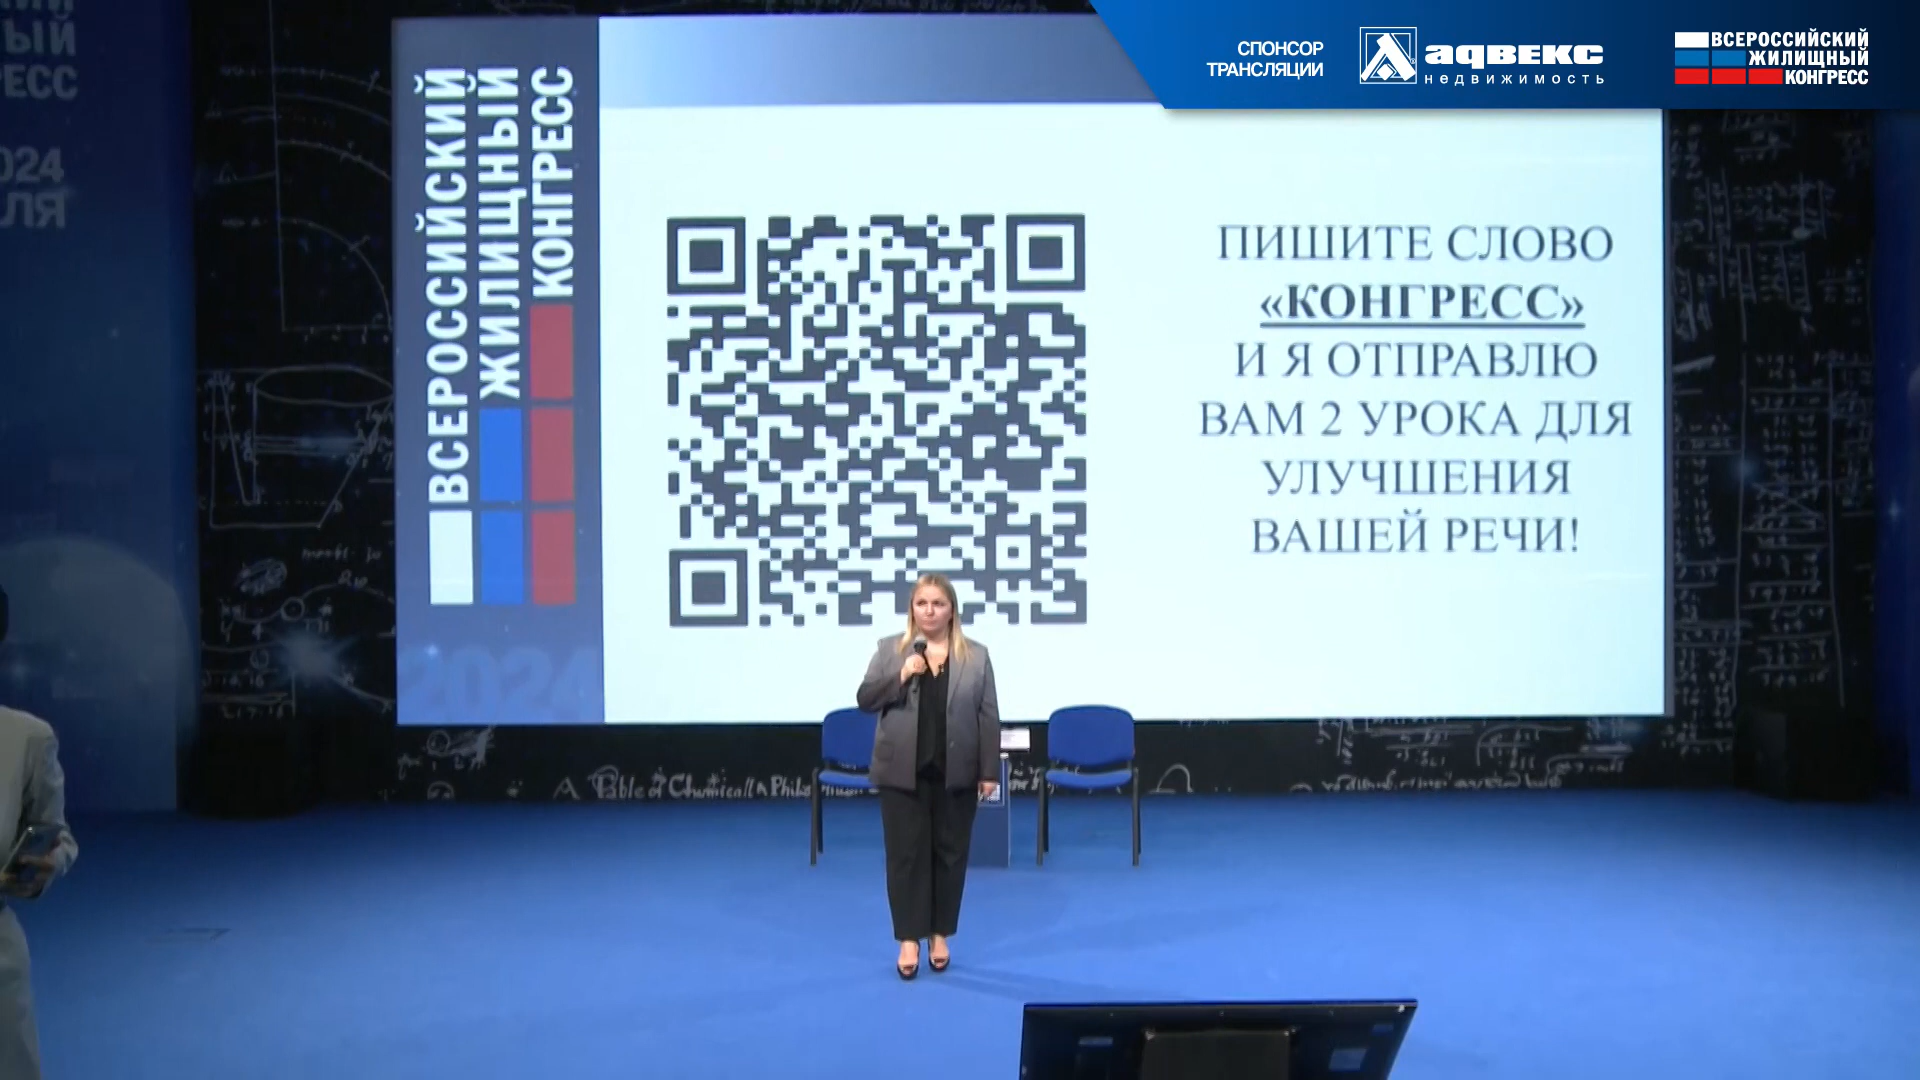 СПОНСОР
ТРАНСЛЯЦИИ
адвекс
недвижимость
ВСЕРОССИЙСКИЙ
ЖИЛИЩНЫЙ
КОНГРЕСС
ВСЕРОССИЙСКИЙ
ЖИЛИЩНЫЙ
КОНГРЕСС
2024
ПИШИТЕ СЛОВО
«КОНГРЕСС»
И Я ОТПРАВЛЮ
ВАМ 2 УРОКА ДЛЯ
УЛУЧШЕНИЯ
ВАШЕЙ РЕЧИ!